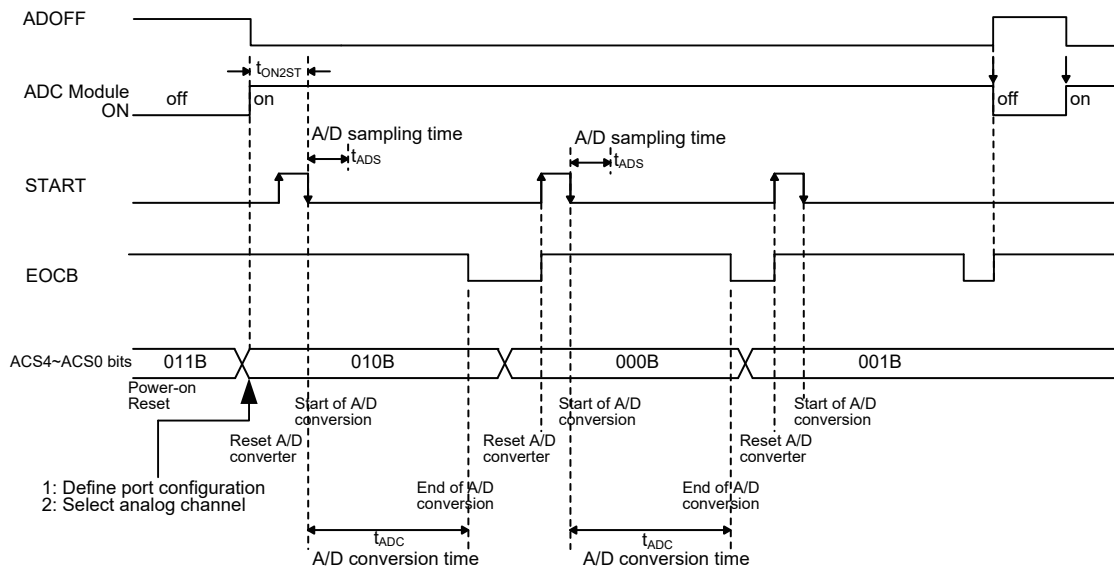 ADOFF
tON2ST
ADC Module
ON
off
on
off
on
A/D sampling time
tADS
A/D sampling time
tADS
START
EOCB
ACS4~ACS0 bits
011B
010B
000B
001B
Power-on
Reset
Start of A/D
conversion
Start of A/D
conversion
Start of A/D
conversion
Reset A/D
converter
Reset A/D
converter
Reset A/D
converter
1: Define port configuration
2: Select analog channel
End of A/D
conversion
End of A/D
conversion
tADC
A/D conversion time
tADC
A/D conversion time